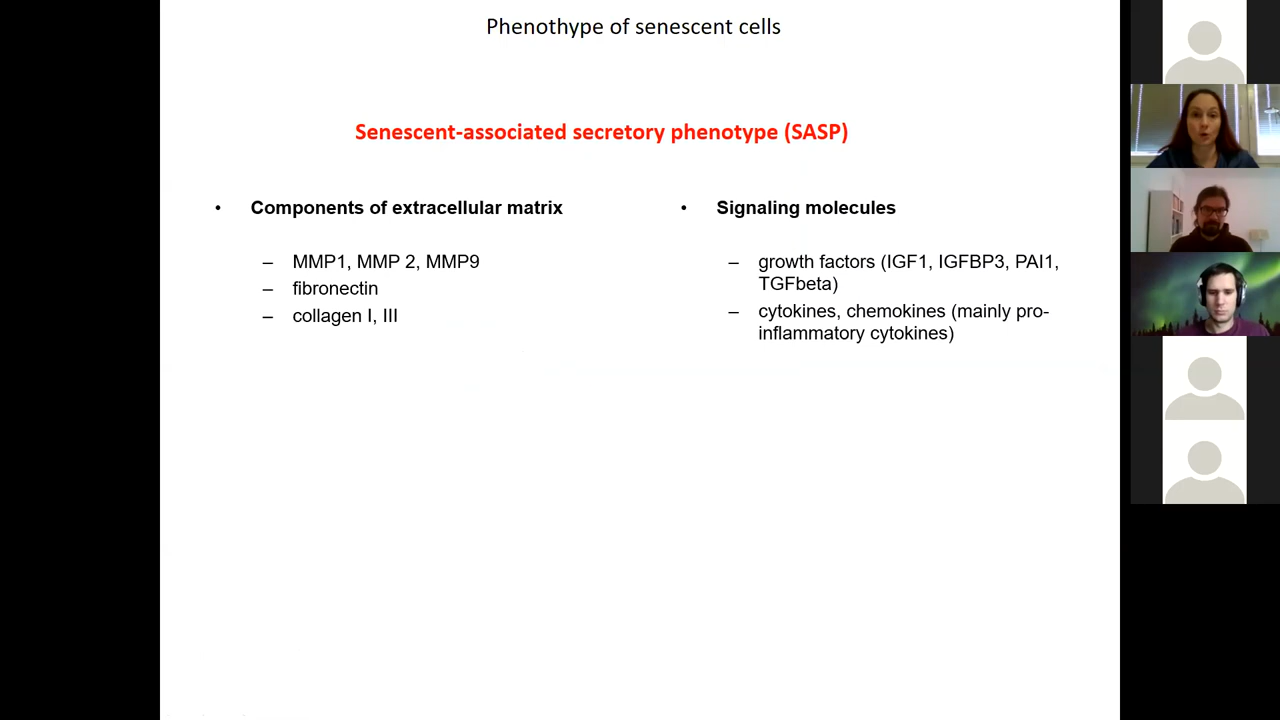 Phenothype of senescent cells
Senescent-associated secretory phenotype (SASP)
• Components of extracellular matrix
– MMP1, MMP 2, MMP9
– fibronectin
– collagen I, III
• Signaling molecules
– growth factors (IGF1, IGFBP3, PAI1,
TGFbeta)
– cytokines, chemokines (mainly pro-
inflammatory cytokines)